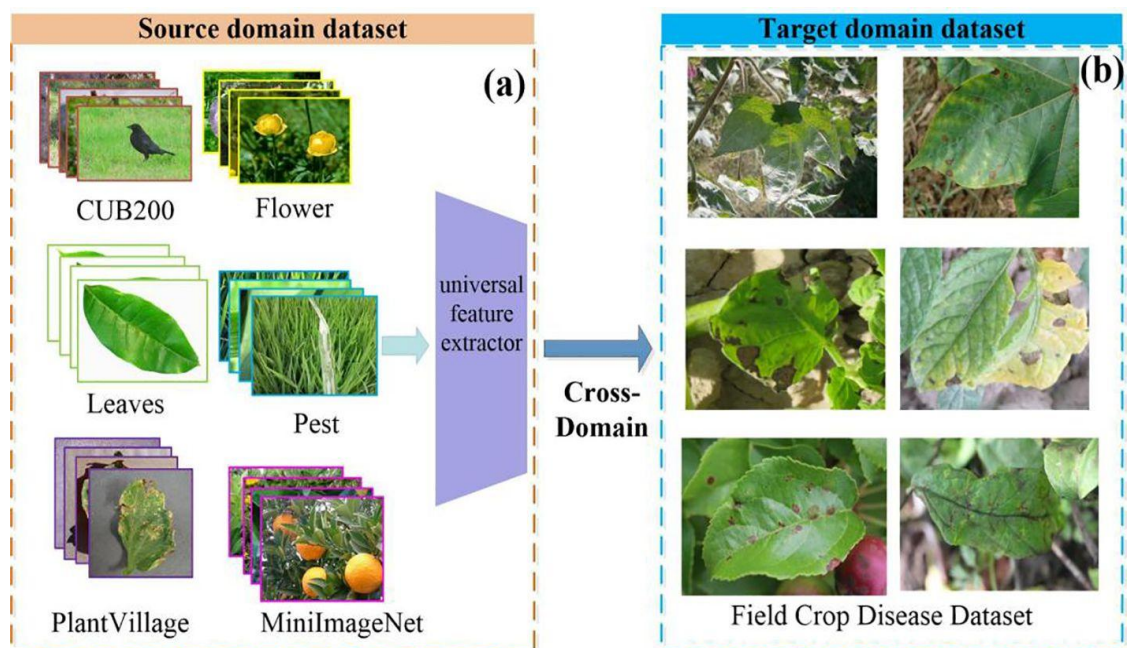 Source domain dataset
Target domain dataset
(a)
(b)
CUB200
Flower
Leaves
Pest
PlantVillage
MiniImageNet
universal
feature
extractor
Cross-
Domain
Field Crop Disease Dataset